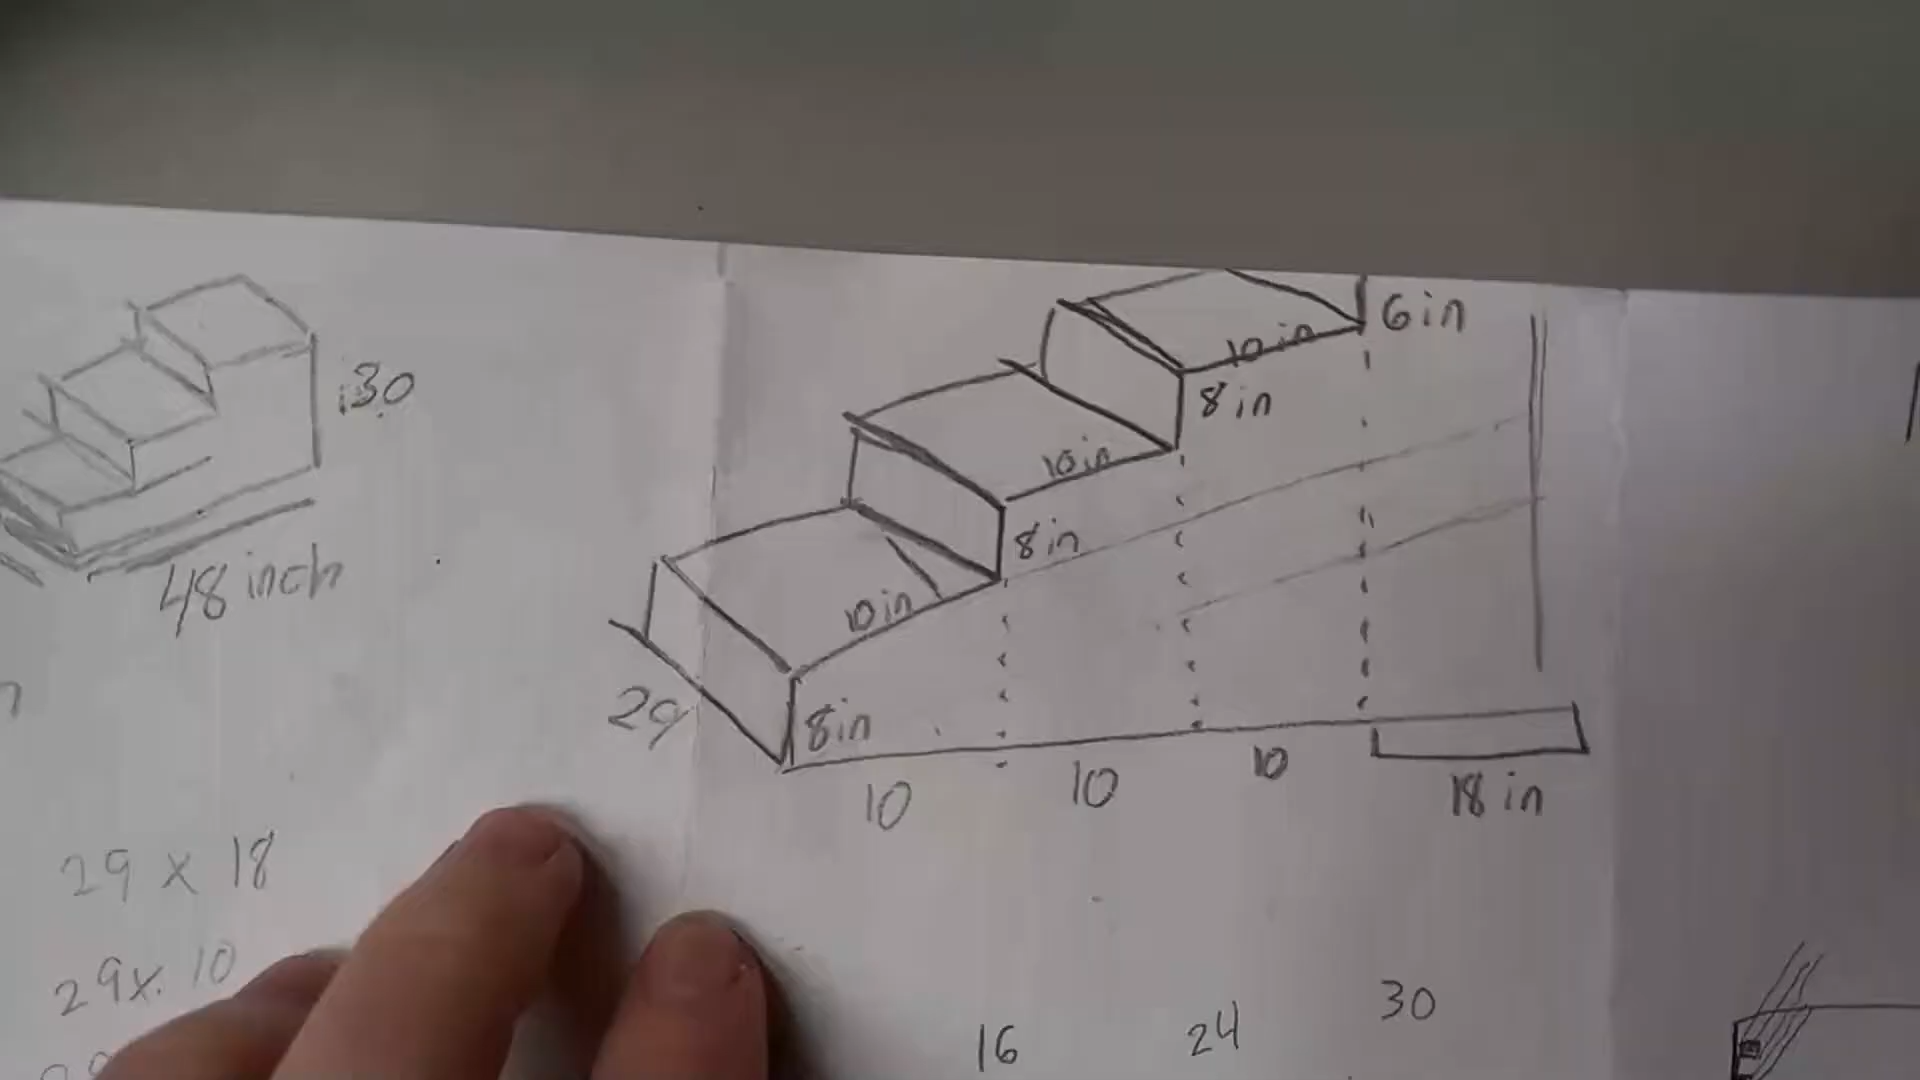 30
48 inch
29 x 18
29x. 10
6 in
10 in
8 in
10 in
8 in
10 in
8 in
29
10
10
10
18 in
16
24
30